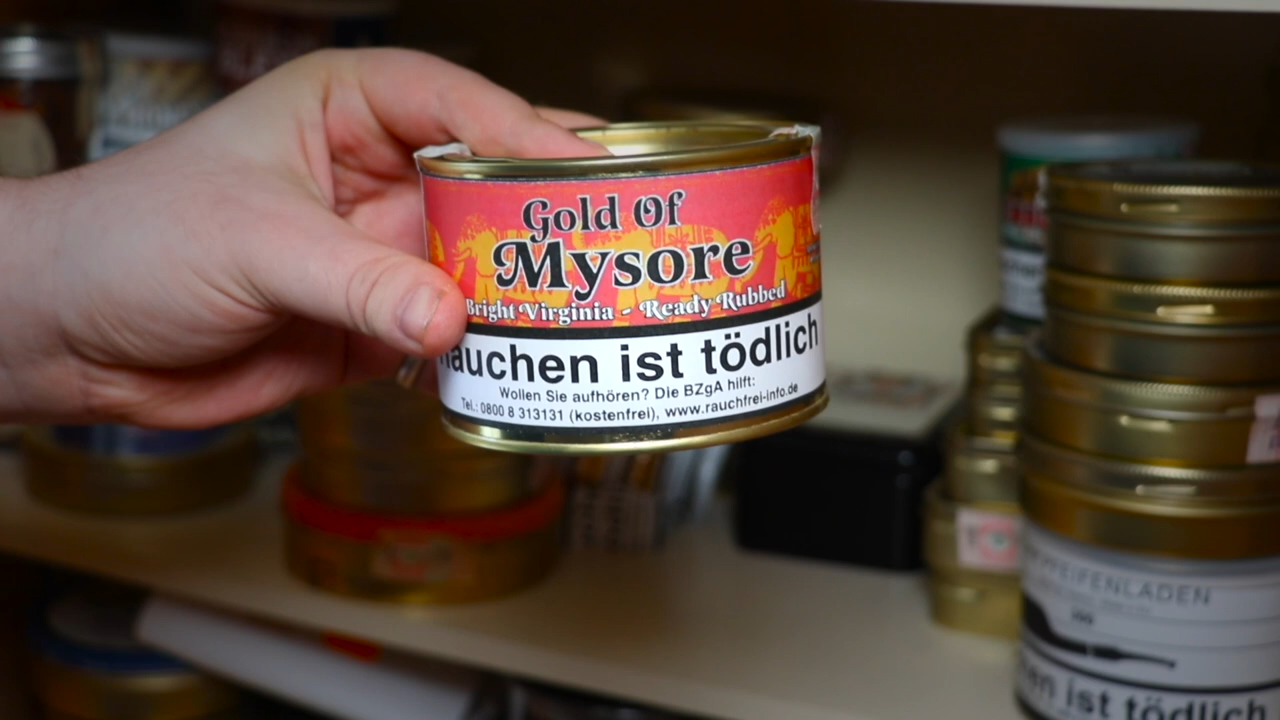 Gold Of
Mysore
Bright Virginia - Ready Rubbed
auchen ist tödlich
Wollen Sie aufhören? Die BZgA hilft:
Tel.: 0800 8 313131 (kostenfrei), www.rauchfrei-info.de
PFEIFENLADEN
en ist tödlich